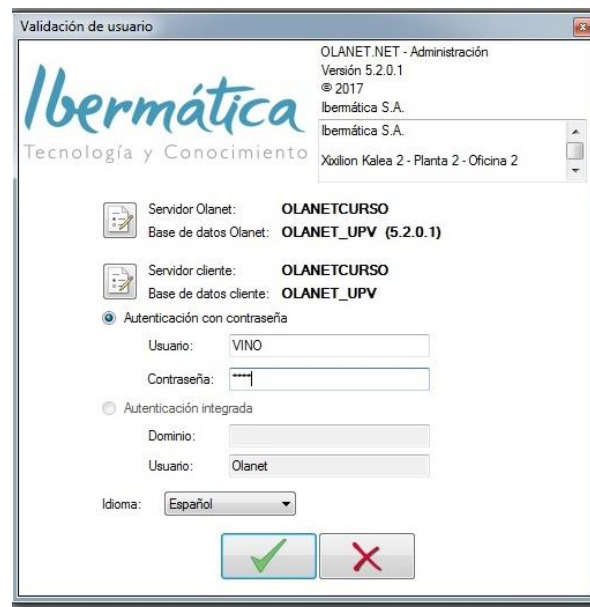 Validación de usuario
OLANET.NET - Administración
Versión 5.2.0.1
© 2017
Ibermática S.A.
Ibermática
Tecnología y Conocimiento
Ibermática S.A.
Xixilion Kalea 2 - Planta 2 - Oficina 2
Servidor Olanet: OLANETCURSO
Base de datos Olanet: OLANET_UPV (5.2.0.1)
Servidor cliente: OLANETCURSO
Base de datos cliente: OLANET_UPV
Autenticación con contraseña
Usuario: VINO
Contraseña: ****
Autenticación integrada
Dominio:
Usuario: Olanet
Idioma: Español